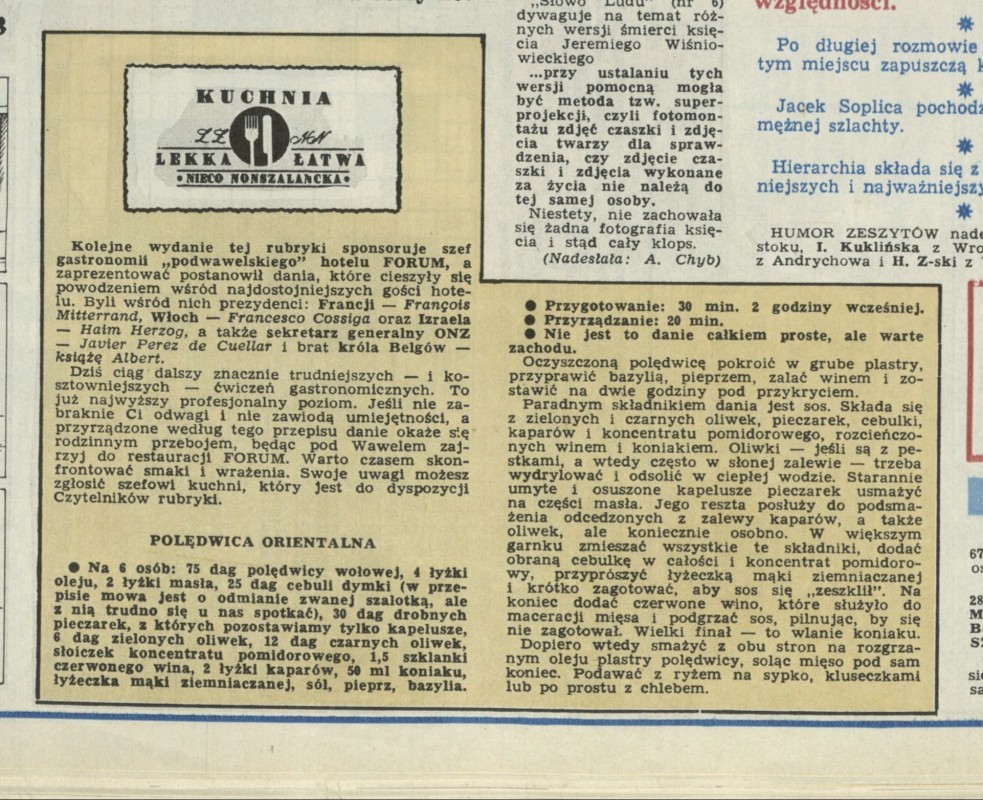 KUCHNIA
LEKKA ŁATWA
• NIECO NONSZALANCKA •
Kolejne wydanie tej rubryki sponsoruje szef
gastronomii „podwawelskiego” hotelu FORUM, a
zaprezentować postanowił dania, które cieszyły się
powodzeniem wśród najdostojniejszych gości hote-
lu. Byli wśród nich prezydenci: Francji — François
Mitterrand, Włoch — Francesco Cossiga oraz Izraela
— Haim Herzog, a także sekretarz generalny ONZ
— Javier Perez de Cuellar i brat króla Belgów —
książę Albert.
Dziś ciąg dalszy znacznie trudniejszych — i ko-
sztowniejszych — ćwiczeń gastronomicznych. To
już najwyższy profesjonalny poziom. Jeśli nie za-
braknie Ci odwagi i nie zawiodą umiejętności, a
przyrządzone według tego przepisu danie okaże się
rodzinnym przebojem, będąc pod Wawelem zaj-
rzyj do restauracji FORUM. Warto czasem skon-
frontować smaki i wrażenia. Swoje uwagi możesz
zgłosić szefowi kuchni, który jest do dyspozycji
Czytelników rubryki.
POLĘDWICA ORIENTALNA
● Na 6 osób: 75 dag polędwicy wołowej, 4 łyżki
oleju, 2 łyżki masła, 25 dag cebuli dymki (w prze-
pisie mowa jest o odmianie zwanej szalotką, ale
z nią trudno się u nas spotkać), 30 dag drobnych
pieczarek, z których pozostawiamy tylko kapelusze,
6 dag zielonych oliwek, 12 dag czarnych oliwek,
słoiczek koncentratu pomidorowego, 1,5 szklanki
czerwonego wina, 2 łyżki kaparów, 50 ml koniaku,
łyżeczka mąki ziemniaczanej, sól, pieprz, bazylia.
● Przygotowanie: 30 min. 2 godziny wcześniej.
● Przyrządzanie: 20 min.
● Nie jest to danie całkiem proste, ale warte
zachodu.
Oczyszczoną polędwicę pokroić w grube plastry,
przyprawić bazylią, pieprzem, zalać winem i zo-
stawić na dwie godziny pod przykryciem.
Paradnym składnikiem dania jest sos. Składa się
z zielonych i czarnych oliwek, pieczarek, cebulki,
kaparów i koncentratu pomidorowego, rozcieńczo-
nych winem i koniakiem. Oliwki — jeśli są z pe-
stkami, a wtedy często w słonej zalewie — trzeba
wydrylować i odsolić w ciepłej wodzie. Starannie
umyte i osuszone kapelusze pieczarek usmażyć
na części masła. Jego reszta posłuży do podsma-
żenia odcedzonych z zalewy kaparów, a także
oliwek, ale koniecznie osobno. W większym
garnku zmieszać wszystkie te składniki, dodać
obraną cebulkę w całości i koncentrat pomidoro-
wy, przyprószyć łyżeczką mąki ziemniaczanej
i krótko zagotować, aby sos się „zeszklił”. Na
koniec dodać czerwone wino, które służyło do
maceracji mięsa i podgrzać sos, pilnując, by się
nie zagotował. Wielki finał — to wlanie koniaku.
Dopiero wtedy smażyć z obu stron na rozgrza-
nym oleju plastry polędwicy, soląc mięso pod sam
koniec. Podawać z ryżem na sypko, kluseczkami
lub po prostu z chlebem.
„Słowo Ludu” (nr 6)
dywaguje na temat róż-
nych wersji śmierci księ-
cia Jeremiego Wiśnio-
wieckiego
...przy ustalaniu tych
wersji pomocną mogła
być metoda tzw. super-
projekcji, czyli fotomon-
tażu zdjęć czaszki i zdję-
cia twarzy dla spraw-
dzenia, czy zdjęcie cza-
szki i zdjęcia wykonane
za życia nie należą do
tej samej osoby.
Niestety, nie zachowała
się żadna fotografia księ-
cia i stąd cały klops.
(Nadesłała: A. Chyb)
względności.
Po długiej rozmowie
tym miejscu zapuszczą
Jacek Soplica
mężnej szlachty.
Hierarchia składa się z
niejszych i
HUMOR ZESZYTÓW
stoku, I. Kuklińska z
z Andrychowa i H. Z-ski z